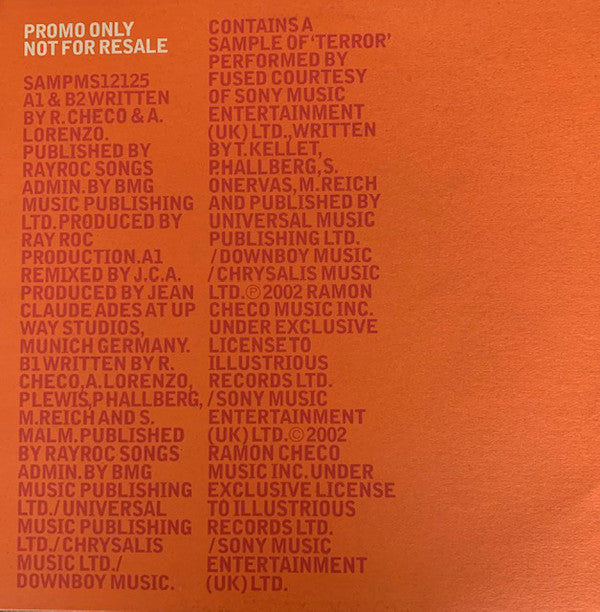 PROMO ONLY
NOT FOR RESALE
SAMPMS12125
A1 & B2 WRITTEN
BY R.CHECO & A.
LORENZO.
PUBLISHED BY
RAYROC SONGS
ADMIN.BY BMG
MUSIC PUBLISHING
LTD.PRODUCED BY
RAY ROC
PRODUCTION.A1
REMIXED BY J.C.A.
PRODUCED BY JEAN
CLAUDE ADES AT UP
WAY STUDIOS,
MUNICH GERMANY.
B1 WRITTEN BY R.
CHECO,A.LORENZO,
PLEWIS,PHALLBERG,
M.REICH AND S.
MALM.PUBLISHED
BY RAYROC SONGS
ADMIN.BY BMG
MUSIC PUBLISHING
LTD./UNIVERSAL
MUSIC PUBLISHING
LTD./CHRYSALIS
MUSIC LTD./
DOWNBOY MUSIC.
CONTAINS A
SAMPLE OF 'TERROR'
PERFORMED BY
FUSED COURTESY
OF SONY MUSIC
ENTERTAINMENT
(UK) LTD.,WRITTEN
BY T.KELLET,
PHALLBERG,S.
ONERVAS,M.REICH
AND PUBLISHED BY
UNIVERSAL MUSIC
PUBLISHING LTD.
/DOWNBOY MUSIC
/CHRYSALIS MUSIC
LTD.℗2002 RAMON
CHECO MUSIC INC.
UNDER EXCLUSIVE
LICENSE TO
ILLUSTRIOUS
RECORDS LTD.
/SONY MUSIC
ENTERTAINMENT
(UK) LTD.©2002
RAMON CHECO
MUSIC INC.UNDER
EXCLUSIVE LICENSE
TO ILLUSTRIOUS
RECORDS LTD.
/SONY MUSIC
ENTERTAINMENT
(UK) LTD.